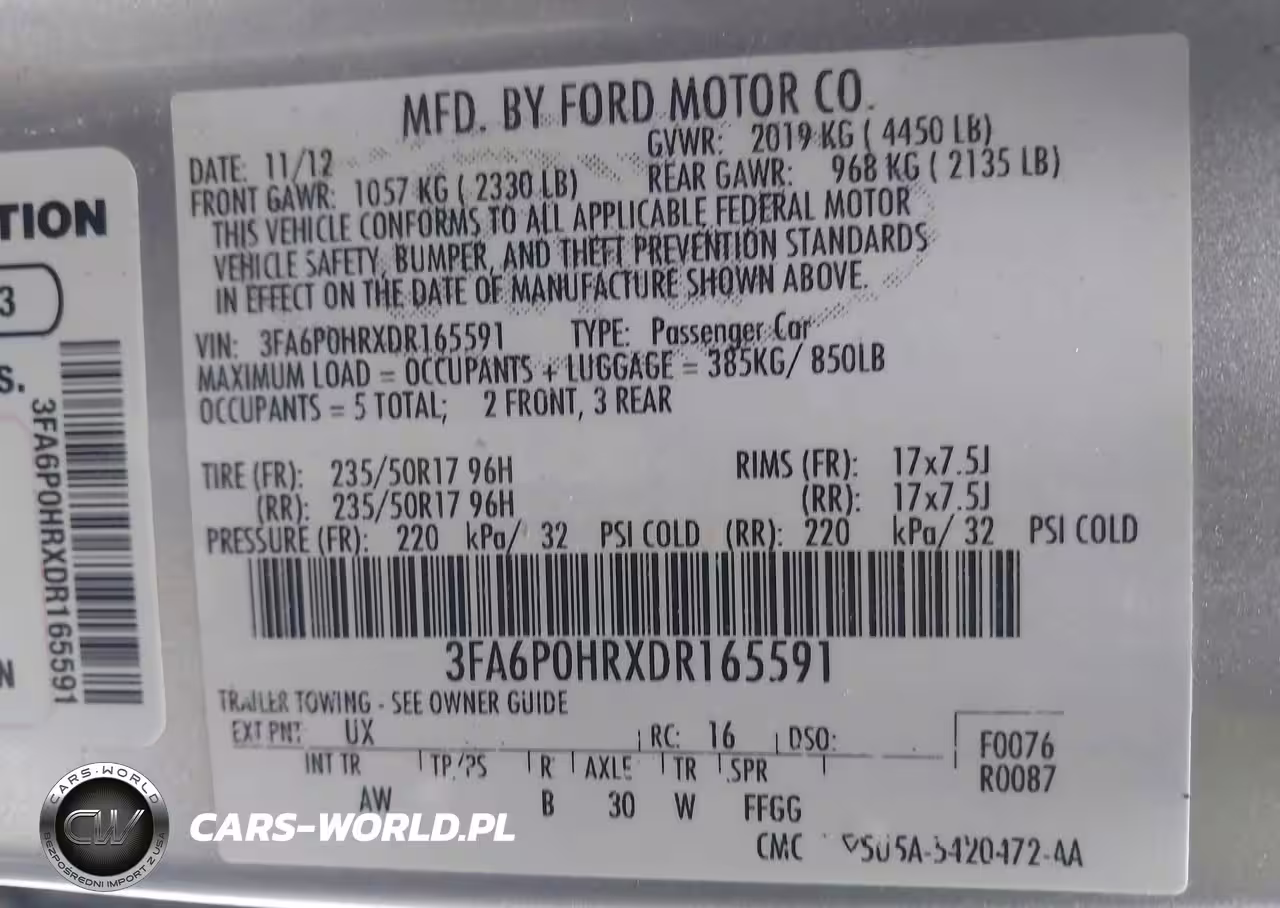 MFD. BY FORD MOTOR CO.
DATE: 11/12 GVWR: 2019 KG ( 4450 LB)
FRONT GAWR: 1057 KG ( 2330 LB) REAR GAWR: 968 KG ( 2135 LB)
THIS VEHICLE CONFORMS TO ALL APPLICABLE FEDERAL MOTOR
VEHICLE SAFETY, BUMPER, AND THEFT PREVENTION STANDARDS
IN EFFECT ON THE DATE OF MANUFACTURE SHOWN ABOVE.
VIN: 3FA6P0HRXDR165591 TYPE: Passenger Car
MAXIMUM LOAD = OCCUPANTS + LUGGAGE = 385KG/ 850LB
OCCUPANTS = 5 TOTAL; 2 FRONT, 3 REAR
TIRE (FR): 235/50R17 96H RIMS (FR): 17x7.5J
(RR): 235/50R17 96H (RR): 17x7.5J
PRESSURE (FR): 220 kPa/ 32 PSI COLD (RR): 220 kPa/ 32 PSI COLD
3FA6P0HRXDR165591
TRAILER TOWING - SEE OWNER GUIDE
EXT PNT: UX RC: 16 DSO: F0076
INT TR TP/PS R AXLE TR SPR R0087
AW B 30 W FFGG
CMC
TION
3
S.
3FA6P0HRXDR165591
N
CARS-WORLD
CW
BEZPOŚREDNI IMPORT Z USA
CARS-WORLD.PL